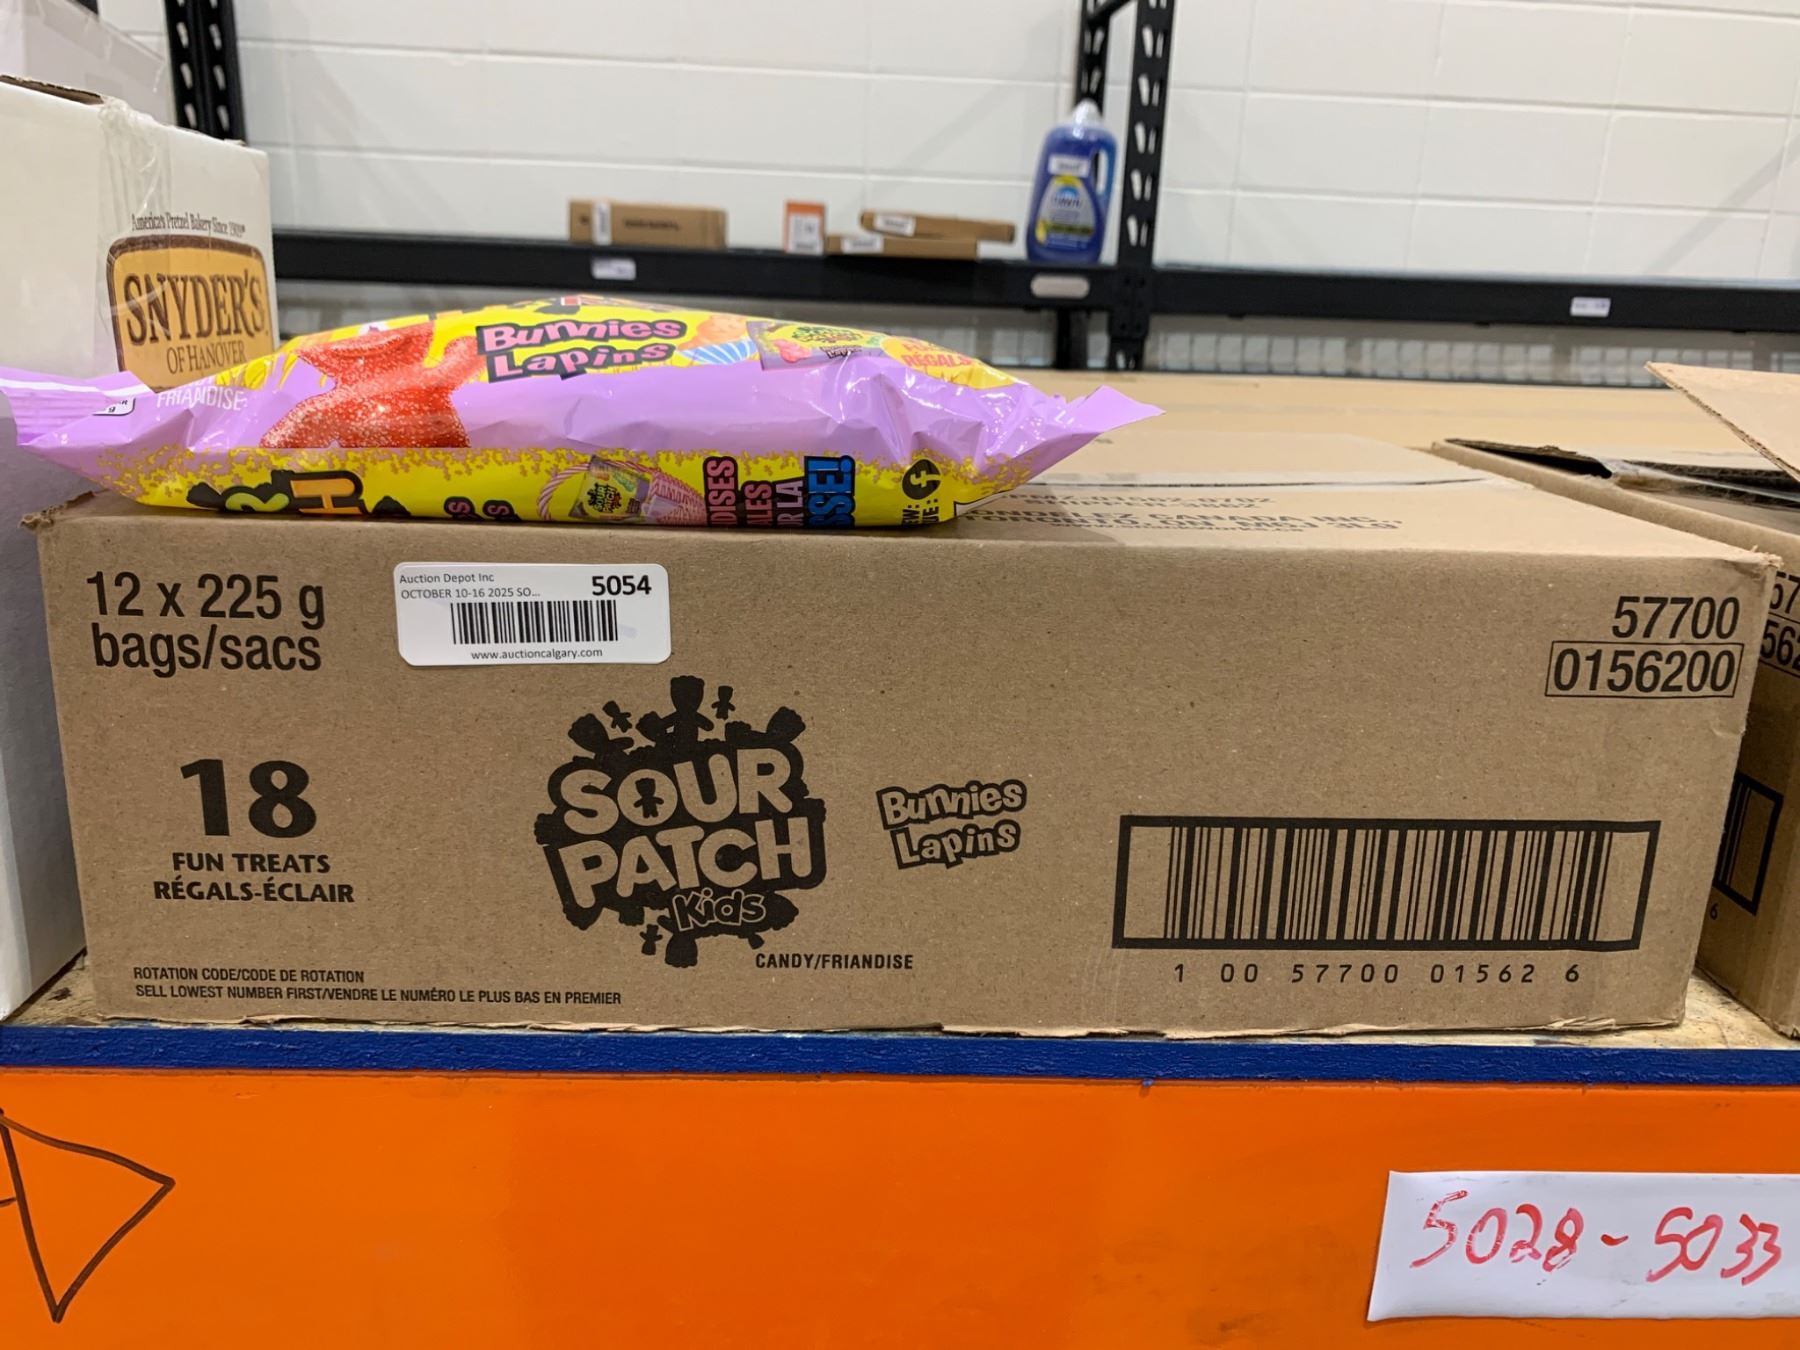 America's Pretzel Bakery Since 1909
SNYDER'S
OF HANOVER
DAWN
Bunnies
Lapins
RÉGALS
FRIANDISE
12 x 225 g
bags/sacs
Auction Depot Inc
5054
OCTOBER 10-16 2025 SO...
www.auctioncalgary.com
57700
0156200
18
FUN TREATS
RÉGALS-ÉCLAIR
SOUR
PATCH
Kids
Bunnies
Lapins
CANDY/FRIANDISE
1 00 57700 01562 6
ROTATION CODE/CODE DE ROTATION
SELL LOWEST NUMBER FIRST/VENDRE LE NUMÉRO LE PLUS BAS EN PREMIER
5028-5033